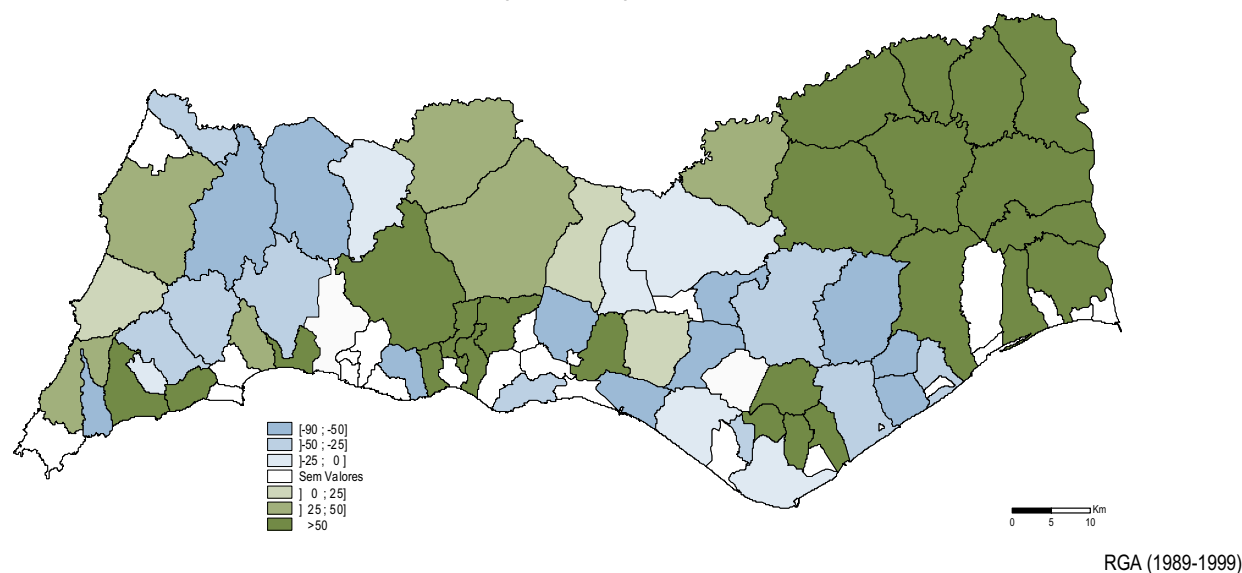 [-90 ; -50]
]-50 ; -25]
]-25 ; 0 ]
Sem Valores
] 0 ; 25]
] 25 ; 50]
>50
Km
0 5 10
RGA (1989-1999)